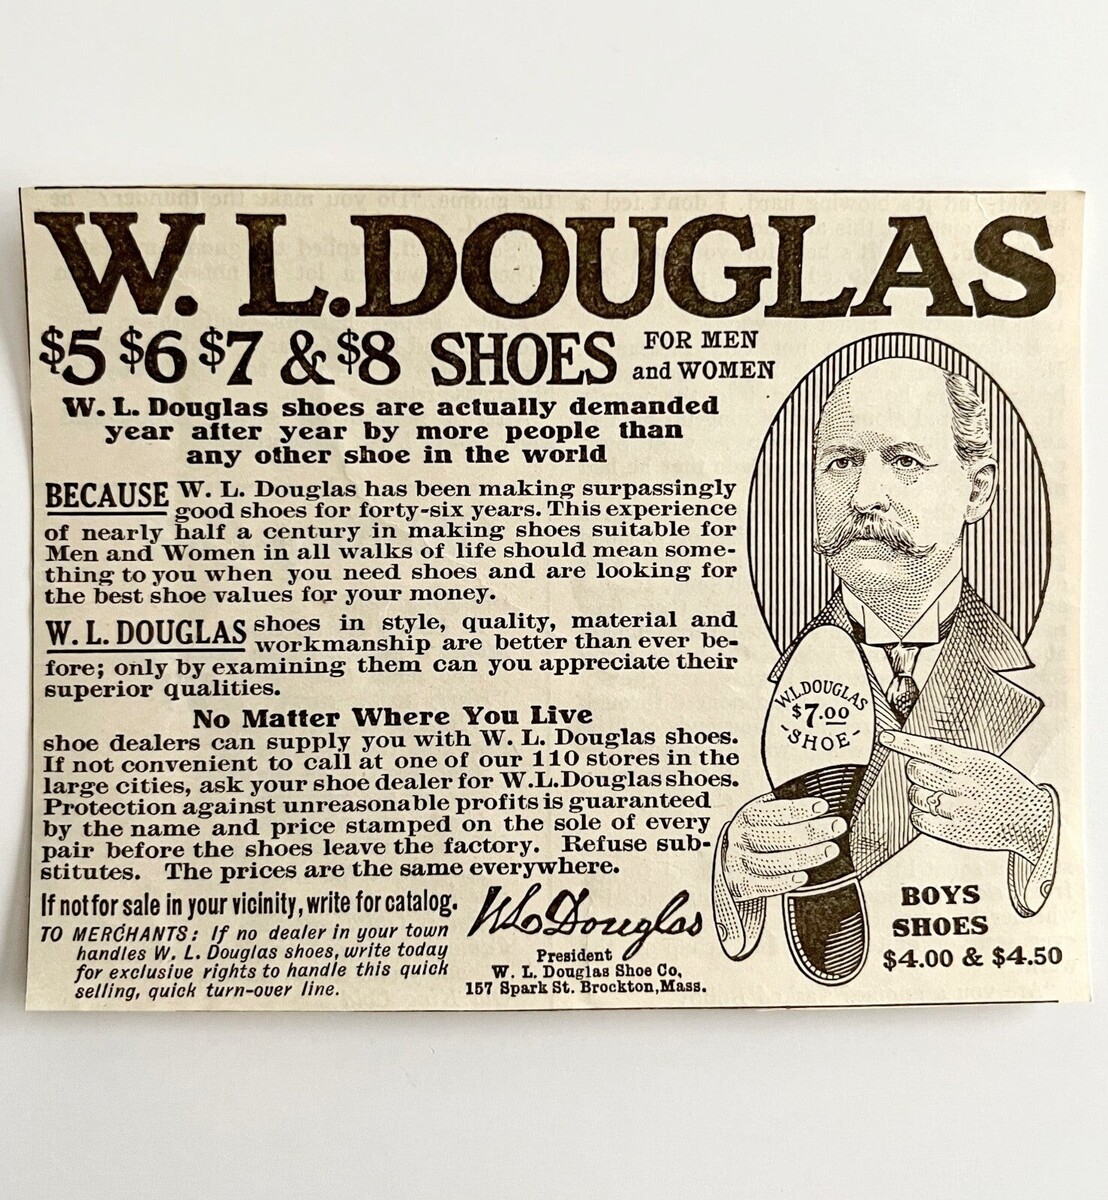 W. L. DOUGLAS
$5 $6 $7 & $8 SHOES FOR MEN
and WOMEN
W. L. Douglas shoes are actually demanded
year after year by more people than
any other shoe in the world
BECAUSE W. L. Douglas has been making surpassingly
good shoes for forty-six years. This experience
of nearly half a century in making shoes suitable for
Men and Women in all walks of life should mean some-
thing to you when you need shoes and are looking for
the best shoe values for your money.
W. L. DOUGLAS shoes in style, quality, material and
workmanship are better than ever be-
fore; only by examining them can you appreciate their
superior qualities.
No Matter Where You Live
shoe dealers can supply you with W. L. Douglas shoes.
If not convenient to call at one of our 110 stores in the
large cities, ask your shoe dealer for W.L.Douglas shoes.
Protection against unreasonable profits is guaranteed
by the name and price stamped on the sole of every
pair before the shoes leave the factory. Refuse sub-
stitutes. The prices are the same everywhere.
If not for sale in your vicinity, write for catalog.
TO MERCHANTS: If no dealer in your town
handles W. L. Douglas shoes, write today
for exclusive rights to handle this quick
selling, quick turn-over line.
W L Douglas
President
W. L. Douglas Shoe Co,
157 Spark St. Brockton, Mass.
W.L.DOUGLAS
$7.00
-SHOE-
BOYS
SHOES
$4.00 & $4.50